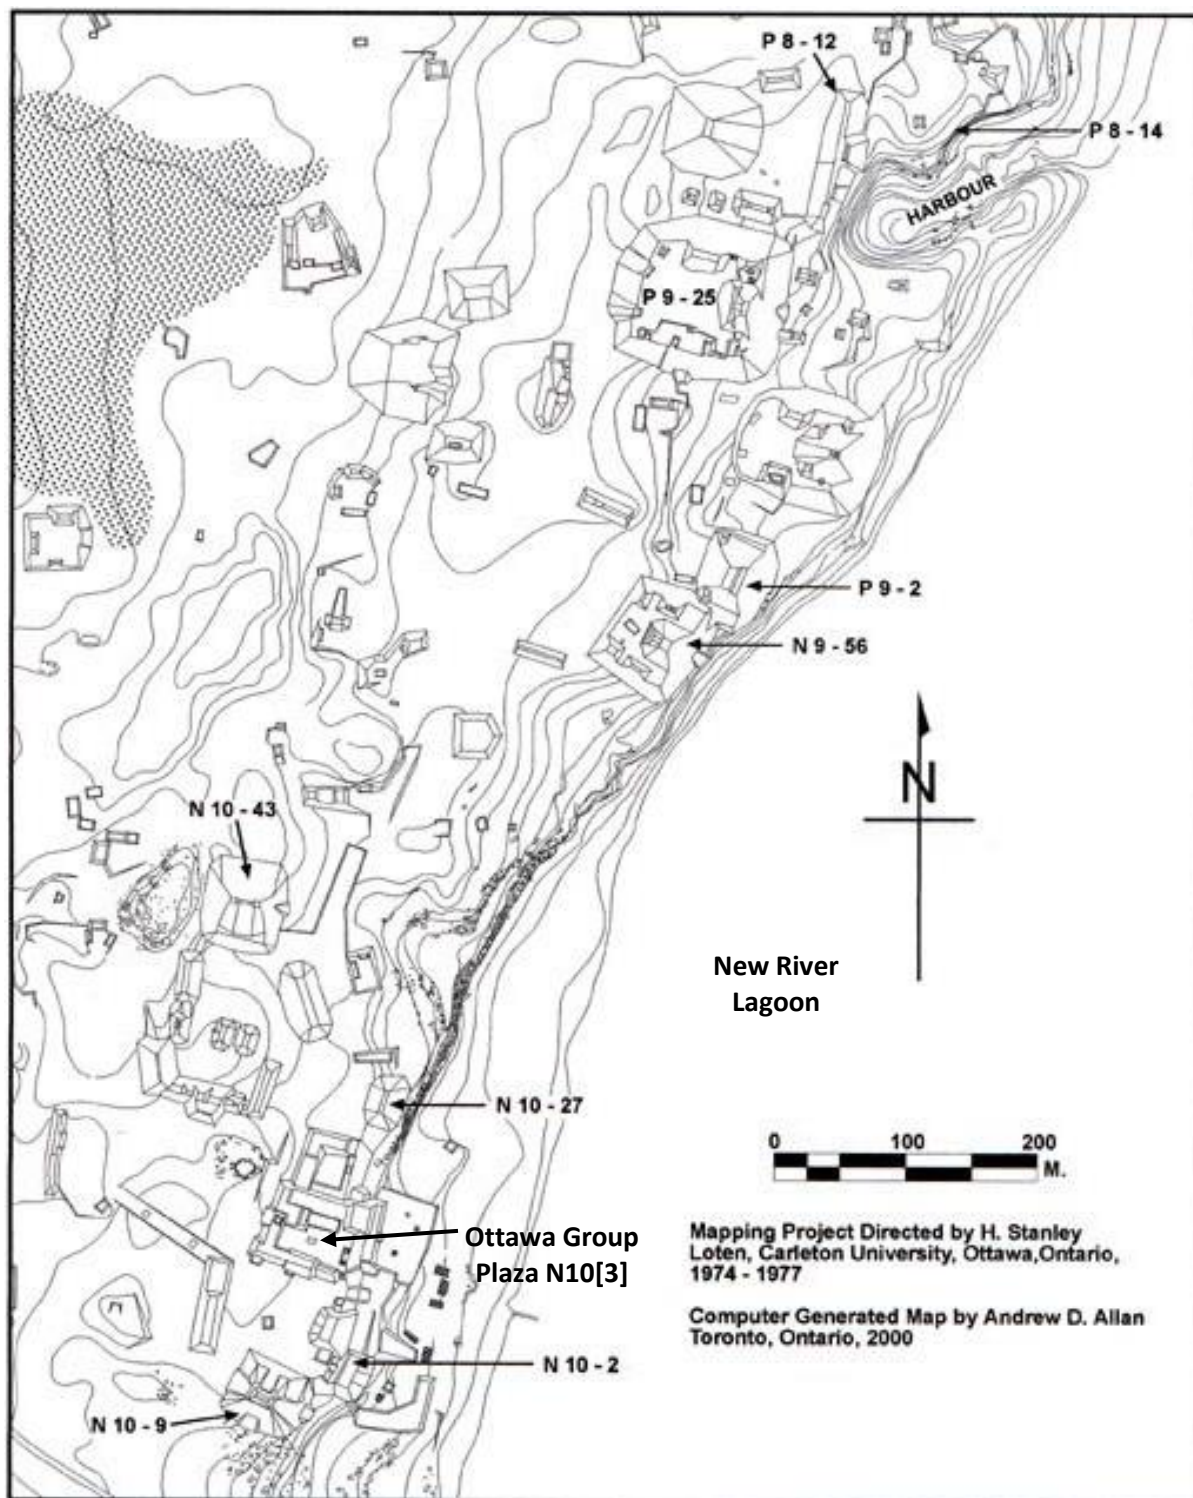 P 8 - 12
P 8 - 14
HARBOUR
P 9 - 25
P 9 - 2
N 9 - 56
N
N 10 - 43
New River
Lagoon
N 10 - 27
0 100 200
M.
Ottawa Group
Plaza N10[3]
Mapping Project Directed by H. Stanley
Loten, Carleton University, Ottawa,Ontario,
1974 - 1977
Computer Generated Map by Andrew D. Allan
Toronto, Ontario, 2000
N 10 - 2
N 10 - 9